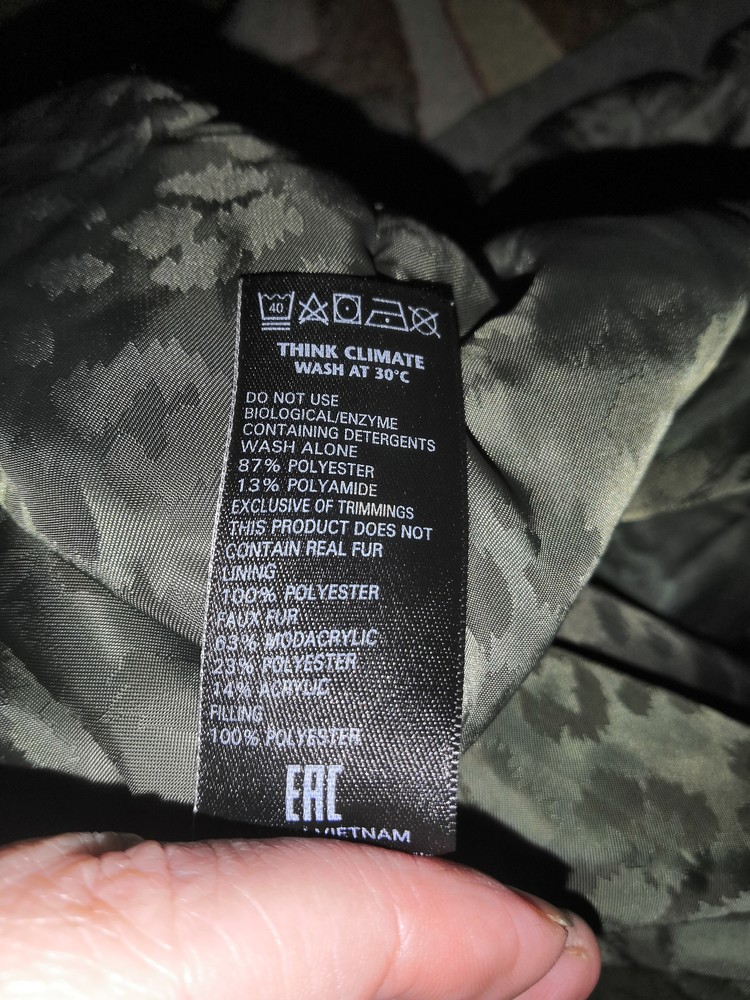 40
THINK CLIMATE
WASH AT 30°C
DO NOT USE
BIOLOGICAL/ENZYME
CONTAINING DETERGENTS
WASH ALONE
87% POLYESTER
13% POLYAMIDE
EXCLUSIVE OF TRIMMINGS
THIS PRODUCT DOES NOT
CONTAIN REAL FUR
LINING
100% POLYESTER
FAUX FUR
63% MODACRYLIC
23% POLYESTER
14% ACRYLIC
FILLING
100% POLYESTER
EAC
VIETNAM